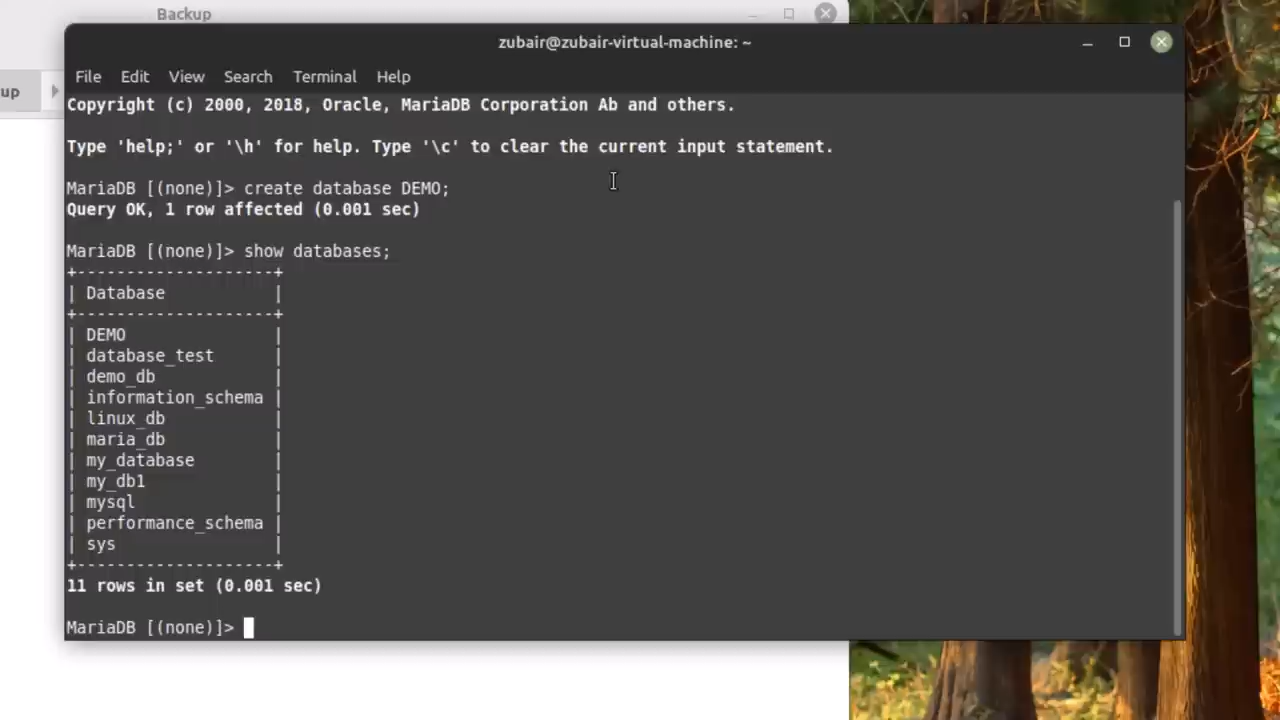 Backup
zubair@zubair-virtual-machine: ~
File Edit View Search Terminal Help
up
Copyright (c) 2000, 2018, Oracle, MariaDB Corporation Ab and others.
Type 'help;' or '\h' for help. Type '\c' to clear the current input statement.
MariaDB [(none)]> create database DEMO;
Query OK, 1 row affected (0.001 sec)
MariaDB [(none)]> show databases;
+--------------------+
| Database           |
+--------------------+
| DEMO               |
| database_test      |
| demo_db            |
| information_schema |
| linux_db           |
| maria_db           |
| my_database        |
| my_db1             |
| mysql              |
| performance_schema |
| sys                |
+--------------------+
11 rows in set (0.001 sec)
MariaDB [(none)]>